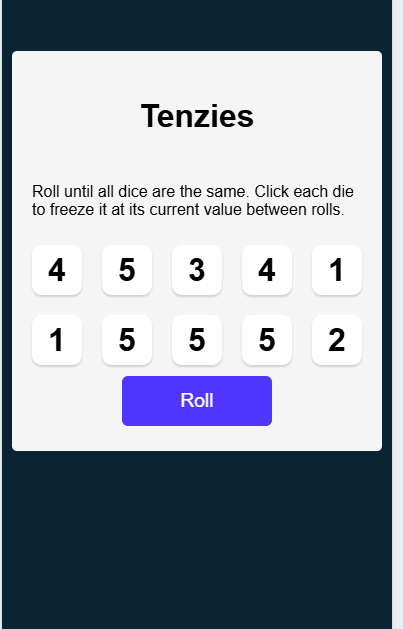 Tenzies
Roll until all dice are the same. Click each die
to freeze it at its current value between rolls.
4 5 3 4 1
1 5 5 5 2
Roll